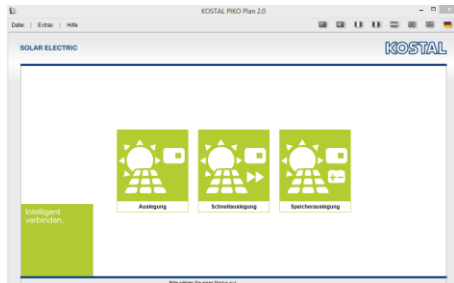 KOSTAL PIKO Plan 2.0
Datei | Extras | Hilfe
SOLAR ELECTRIC
KOSTAL
Auslegung
Schnellauslegung
Speicherauslegung
Intelligent
verbinden.